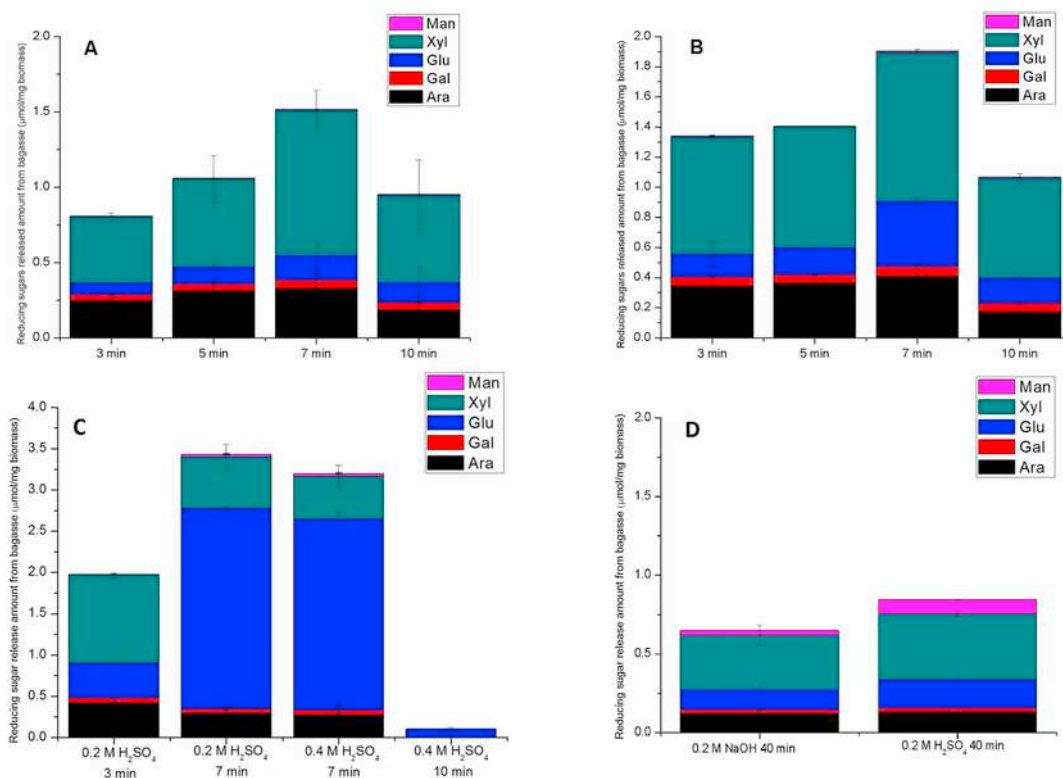 A
Man
Xyl
Glu
Gal
Ara
Reducing sugars released amount from bagasse (μmol/mg biomass)
2.0
1.5
1.0
0.5
0.0
3 min
5 min
7 min
10 min
B
Man
Xyl
Glu
Gal
Ara
Reducing sugars released amount from bagasse (μmol/mg biomass)
2.0
1.8
1.6
1.4
1.2
1.0
0.8
0.6
0.4
0.2
0.0
3 min
5 min
7 min
10 min
C
Man
Xyl
Glu
Gal
Ara
Reducing sugar release amount from bagasse (μmol/mg biomass)
4.0
3.5
3.0
2.5
2.0
1.5
1.0
0.5
0.0
0.2 M H₂SO₄
3 min
0.2 M H₂SO₄
7 min
0.4 M H₂SO₄
7 min
0.4 M H₂SO₄
10 min
D
Man
Xyl
Glu
Gal
Ara
Reducing sugar release amount from bagasse (μmol/mg biomass)
2.0
1.5
1.0
0.5
0.0
0.2 M NaOH 40 min
0.2 M H₂SO₄ 40 min